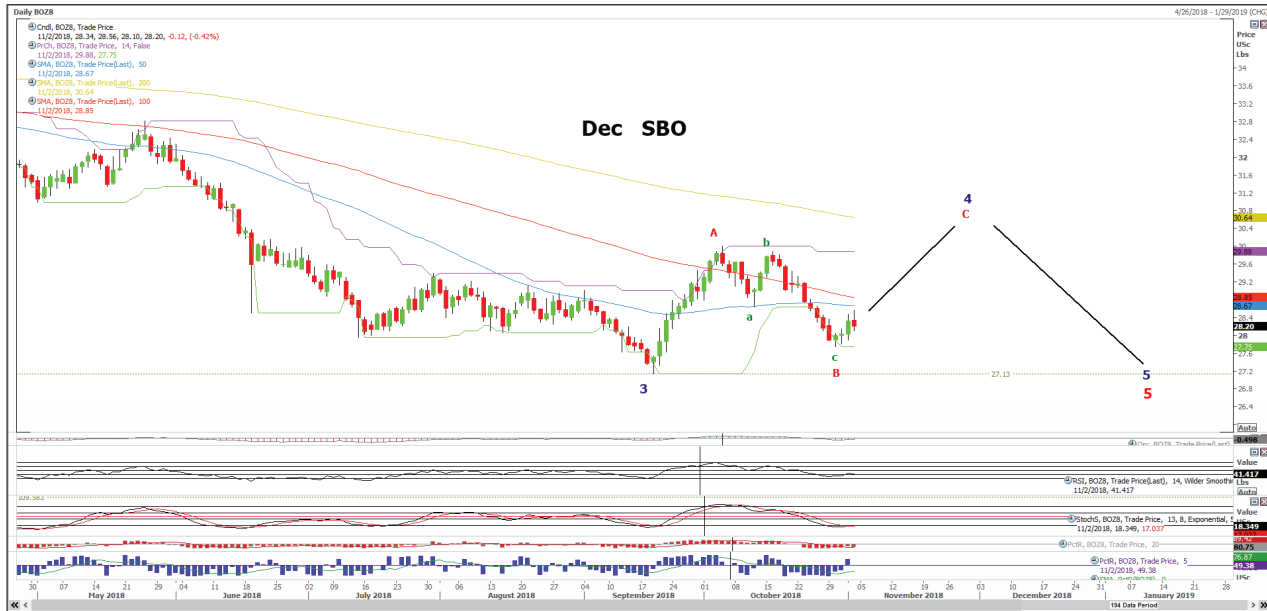 Daily BOZ8
4/26/2018 - 1/29/2019 (CHG)
Cndl, BOZ8, Trade Price
11/2/2018, 28.34, 28.56, 28.10, 28.20, -0.12, (-0.42%)
PrCh, BOZ8, Trade Price, 14, False
11/2/2018, 29.88, 27.75
SMA, BOZ8, Trade Price(Last), 50
11/2/2018, 28.67
SMA, BOZ8, Trade Price(Last), 200
11/2/2018, 30.64
SMA, BOZ8, Trade Price(Last), 100
11/2/2018, 28.85
Dec SBO
Price
USc
Lbs
34
33.6
33.2
32.8
32.4
32
31.6
31.2
30.8
30.64
30.4
30
29.88
29.6
29.2
28.85
28.67
28.4
28.20
28
27.75
27.6
27.2
26.8
26.4
Auto
A
b
a
c
B
3
4
C
5
5
27.13
-0.498
Value
41.417
Lbs
Auto
RSI, BOZ8, Trade Price(Last), 14, Wilder Smoothin
11/2/2018, 41.417
109.583
Value
18.349
StochS, BOZ8, Trade Price, 13, 8, Exponential,
11/2/2018, 18.349, 17.037
PctR, BOZ8, Trade Price, 20
80.75
76.87
PctR, BOZ8, Trade Price, 5
11/2/2018, 49.38
49.38
USc
30 07 14 21 28 04 11 18 25 02 09 16 23 30 06 13 20 27 04 10 17 24 01 08 15 22 29 05 12 19 26 03 10 17 24 31 07 14 21 28
May 2018 June 2018 July 2018 August 2018 September 2018 October 2018 November 2018 December 2018 January 2019
194 Data Period